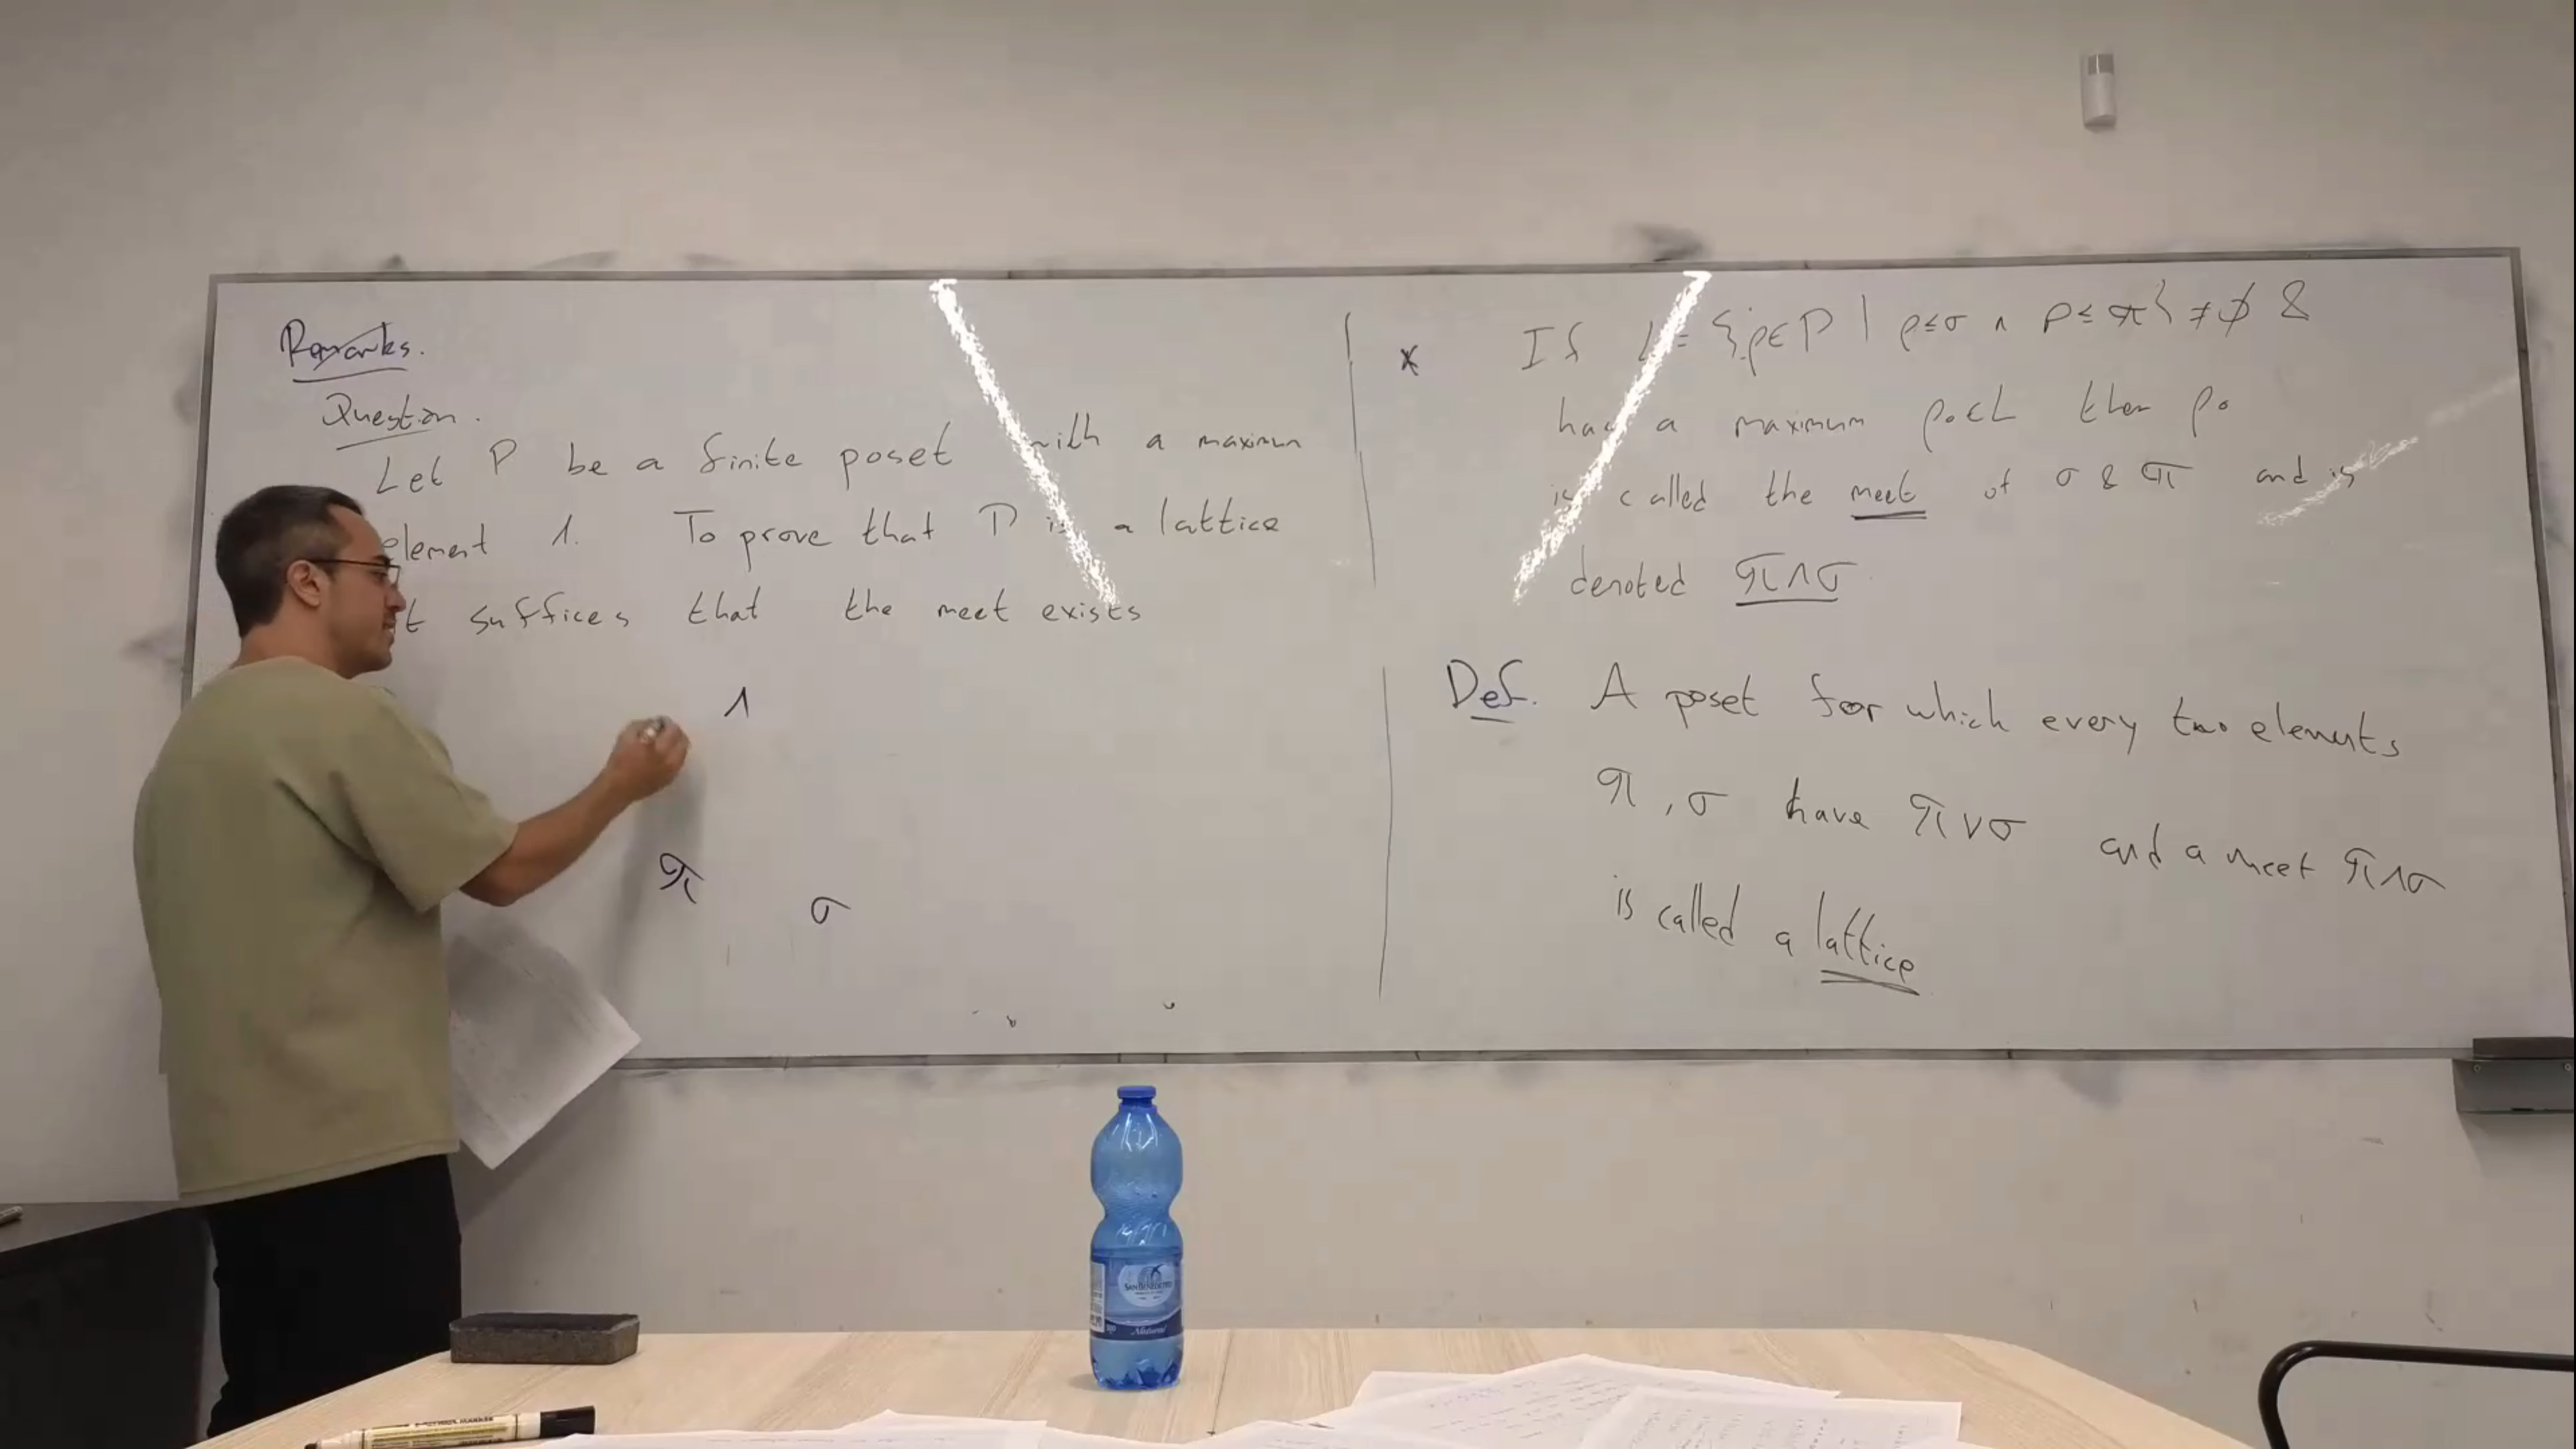 Remarks.
Question.
Let P be a finite poset with a maximum
element 1. To prove that P is a lattice
it suffices that the meet exists
1
π
σ
* If L = {ρ∈P | ρ≤σ ∧ ρ≤π} ≠ ∅ &
has a maximum ρ₀∈L then ρ₀
is called the meet of σ & π and is
denoted π∧σ
Def. A poset for which every two elements
π, σ have π∨σ and a meet π∧σ
is called a lattice
SAN BENEDETTO